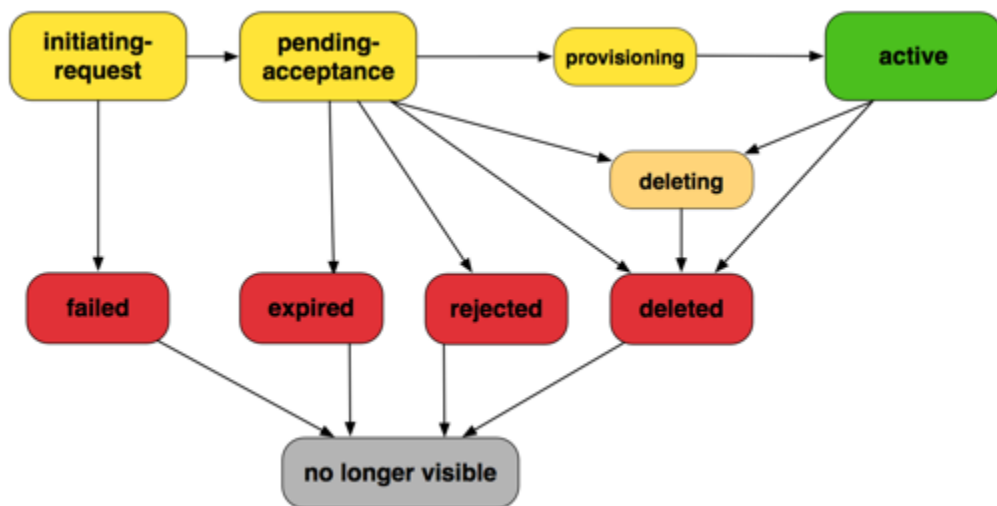 initiating-
request
pending-
acceptance
provisioning
active
deleting
failed
expired
rejected
deleted
no longer visible